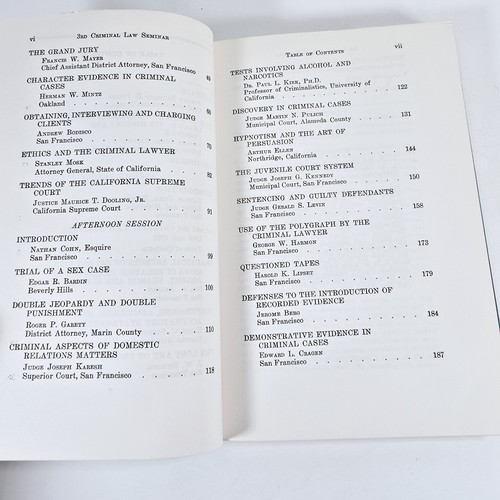 vi 3RD CRIMINAL LAW SEMINAR
THE GRAND JURY
FRANCIS W. MAYER
Chief Assistant District Attorney, San Francisco
CHARACTER EVIDENCE IN CRIMINAL
CASES
HERMAN W. MINTZ
Oakland
OBTAINING, INTERVIEWING AND CHARGING
CLIENTS
ANDREW BODISCO
San Francisco
ETHICS AND THE CRIMINAL LAWYER
STANLEY MOSK
Attorney General, State of California 82
TRENDS OF THE CALIFORNIA SUPREME
COURT
JUSTICE MAURICE T. DOOLING, JR.
California Supreme Court 91
AFTERNOON SESSION
INTRODUCTION
NATHAN COHN, Esquire
San Francisco 99
TRIAL OF A SEX CASE
EDGAR R. BARDIN
Beverly Hills 106
DOUBLE JEOPARDY AND DOUBLE
PUNISHMENT
ROGER P. GARETY
District Attorney, Marin County 110
CRIMINAL ASPECTS OF DOMESTIC
RELATIONS MATTERS
JUDGE JOSEPH KARESH
Superior Court, San Francisco 118
TABLE OF CONTENTS vii
TESTS INVOLVING ALCOHOL AND
NARCOTICS
DR. PAUL L. KIRK, PH.D.
Professor of Criminalistics, University of
California 122
DISCOVERY IN CRIMINAL CASES
JUDGE MARTIN N. PULICH
Municipal Court, Alameda County 131
HYPNOTISM AND THE ART OF
PERSUASION
ARTHUR ELLEN
Northridge, California 144
THE JUVENILE COURT SYSTEM
JUDGE JOSEPH G. KENNEDY
Municipal Court, San Francisco 150
SENTENCING AND GUILTY DEFENDANTS
JUDGE GERALD S. LEVIN
San Francisco 158
USE OF THE POLYGRAPH BY THE
CRIMINAL LAWYER
GEORGE W. HARMON
San Francisco 173
QUESTIONED TAPES
HAROLD K. LIPSET
San Francisco 179
DEFENSES TO THE INTRODUCTION OF
RECORDED EVIDENCE
JEROME BERG
San Francisco 184
DEMONSTRATIVE EVIDENCE IN
CRIMINAL CASES
EDWARD L. CRAGEN
San Francisco 187